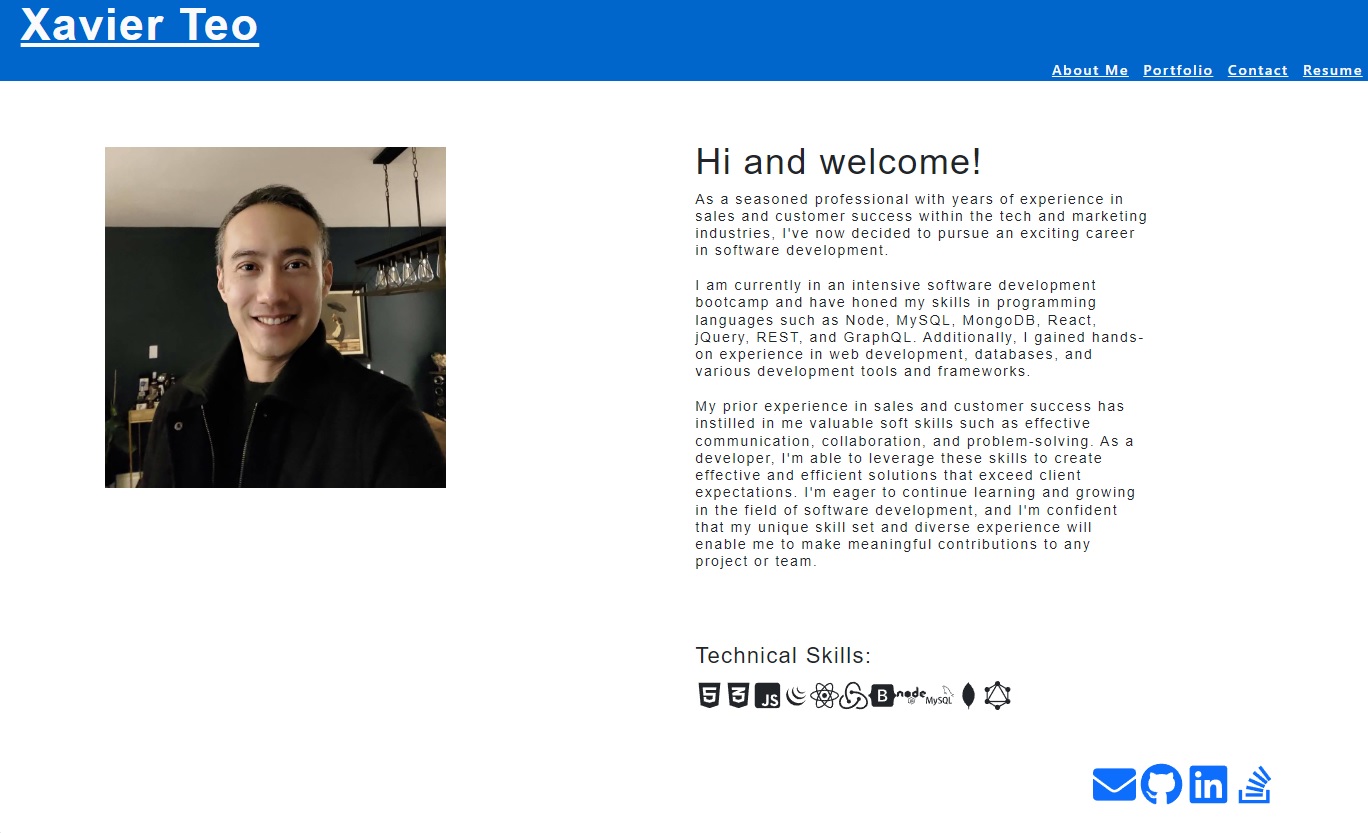 Xavier Teo
About Me Portfolio Contact Resume
Hi and welcome!
As a seasoned professional with years of experience in
sales and customer success within the tech and marketing
industries, I've now decided to pursue an exciting career
in software development.
I am currently in an intensive software development
bootcamp and have honed my skills in programming
languages such as Node, MySQL, MongoDB, React,
jQuery, REST, and GraphQL. Additionally, I gained hands-
on experience in web development, databases, and
various development tools and frameworks.
My prior experience in sales and customer success has
instilled in me valuable soft skills such as effective
communication, collaboration, and problem-solving. As a
developer, I'm able to leverage these skills to create
effective and efficient solutions that exceed client
expectations. I'm eager to continue learning and growing
in the field of software development, and I'm confident
that my unique skill set and diverse experience will
enable me to make meaningful contributions to any
project or team.
Technical Skills:
5 3 JS B node MySQL
in